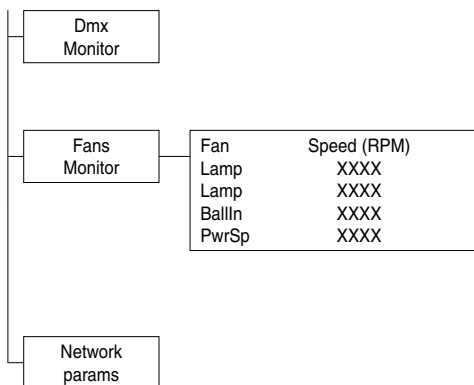 Dmx
Monitor
Fans
Monitor
Fan Speed (RPM)
Lamp XXXX
Lamp XXXX
BallIn XXXX
PwrSp XXXX
Network
params